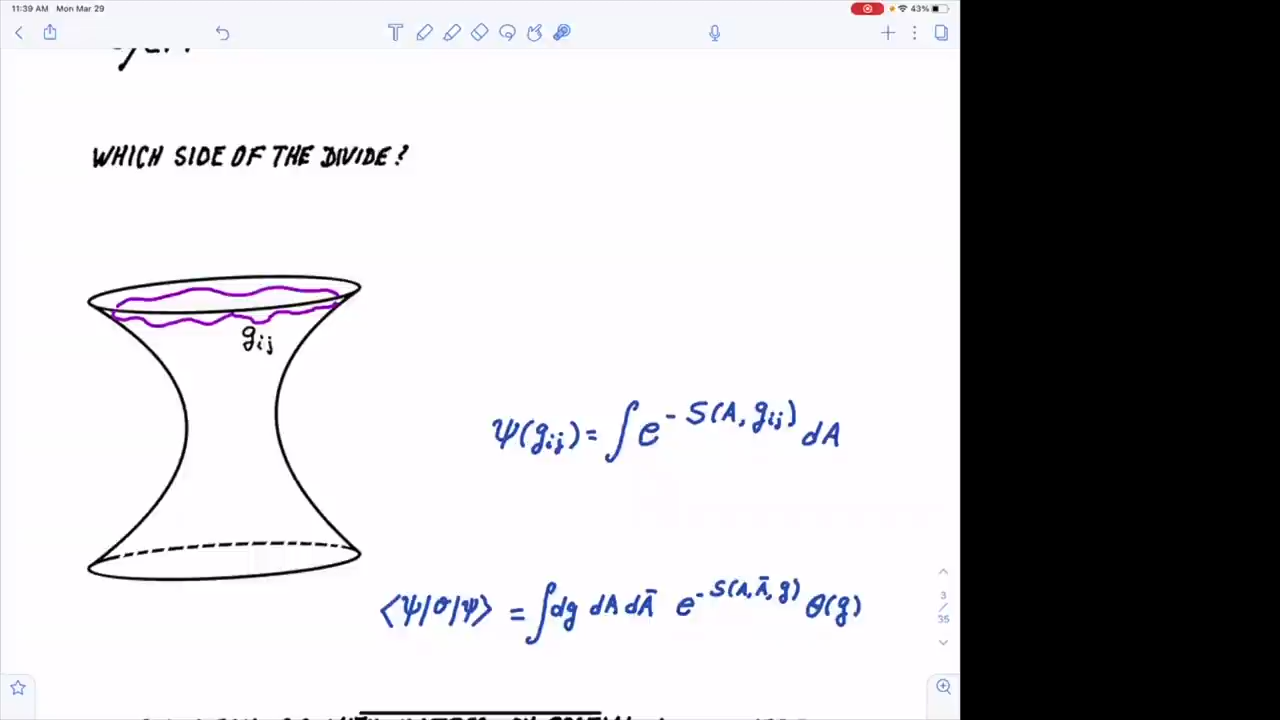 11:39 AM Mon Mar 29
43%
WHICH SIDE OF THE DIVIDE?
gij
Ψ(gij) = ∫ e^{-S(A, gij)} dA
3
/
35
⟨Ψ|σ|Ψ⟩ = ∫dg dA dĀ e^{-S(A, Ā, g)} θ(g)